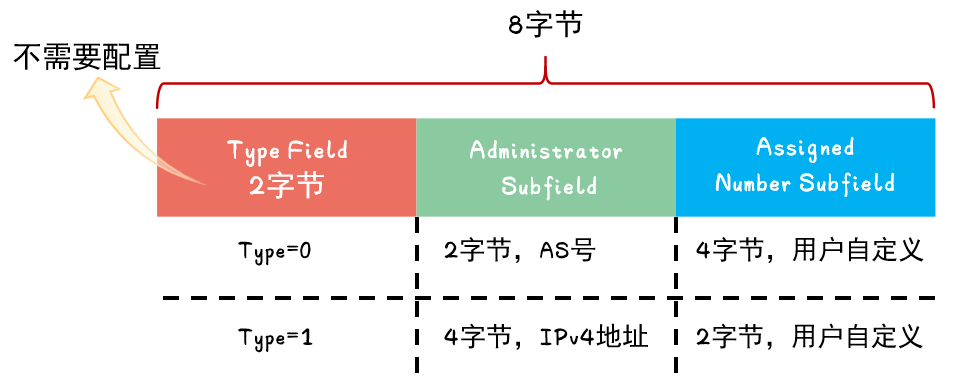 8字节
不需要配置
Type Field
2字节
Administrator
Subfield
Assigned
Number Subfield
Type=0
2字节，AS号
4字节，用户自定义
Type=1
4字节，IPv4地址
2字节，用户自定义